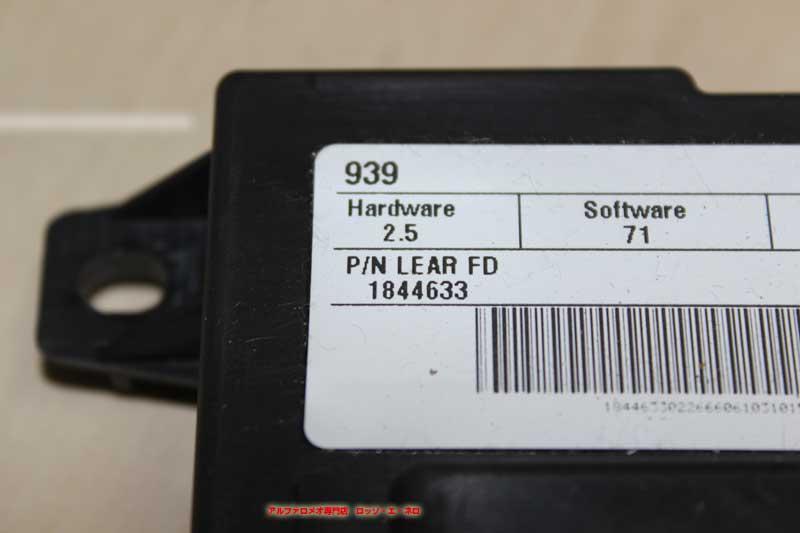 939
Hardware Software
2.5 71
P/N LEAR FD
1844633
アルファロメオ専門店 ロッソ・エ・ネロ